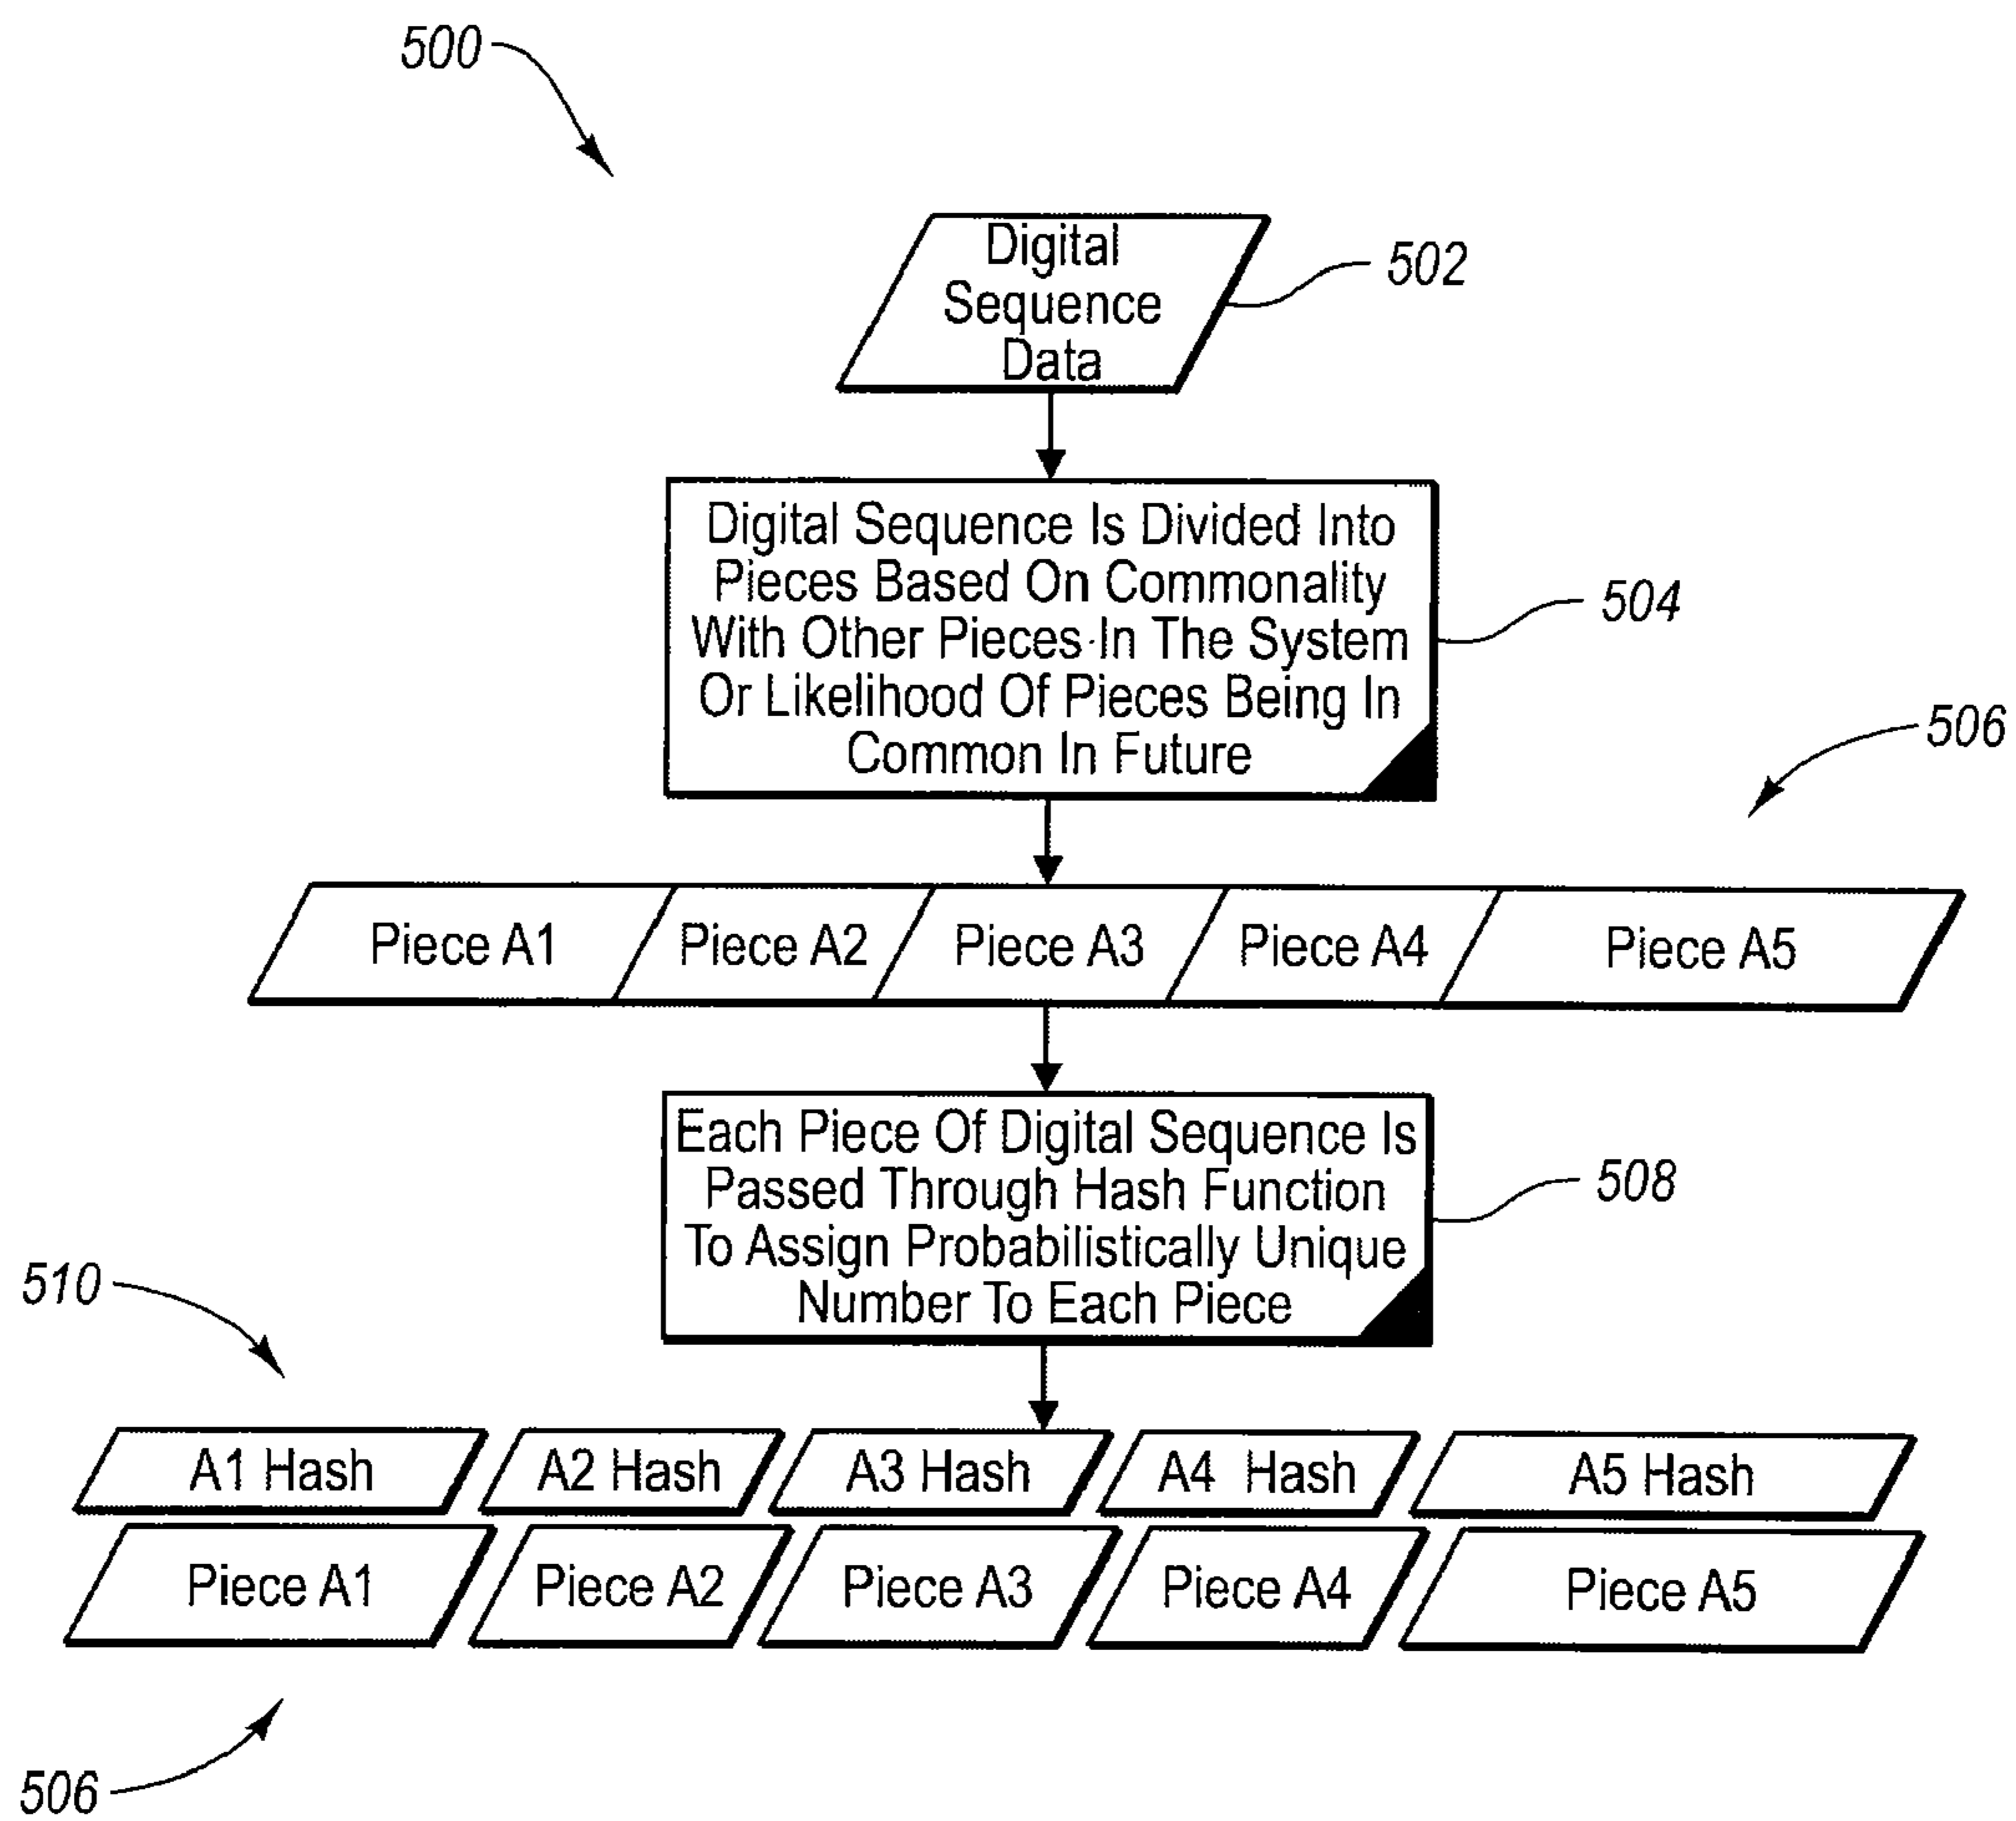 500
Digital
Sequence
Data
502
Digital Sequence Is Divided Into
Pieces Based On Commonality
With Other Pieces In The System
Or Likelihood Of Pieces Being In
Common In Future
504
506
Piece A1 Piece A2 Piece A3 Piece A4 Piece A5
Each Piece Of Digital Sequence Is
Passed Through Hash Function
To Assign Probabilistically Unique
Number To Each Piece
508
510
A1 Hash A2 Hash A3 Hash A4 Hash A5 Hash
Piece A1 Piece A2 Piece A3 Piece A4 Piece A5
506